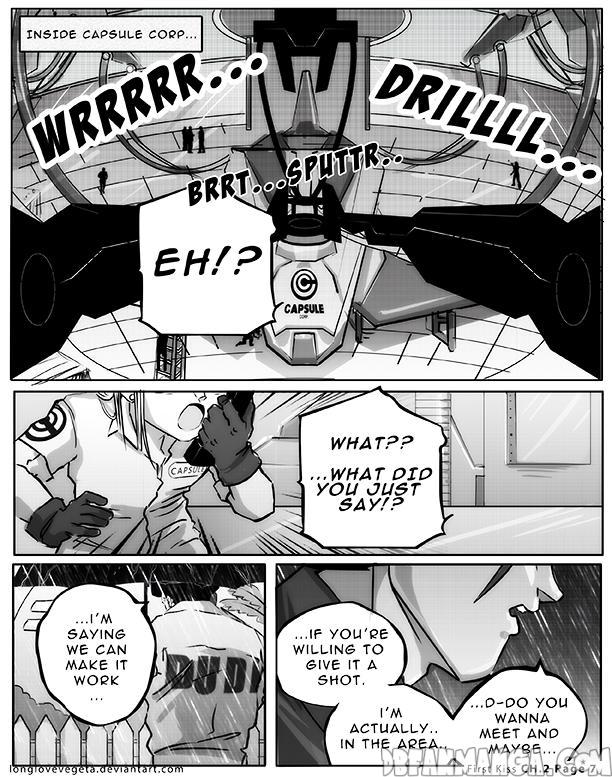 INSIDE CAPSULE CORP...
WRRRRR...
DRILLLL...
BRRT...SPUTTR..
EH!?
CAPSULE
CORP
CAPSULE
WHAT??
...WHAT DID
YOU JUST
SAY!?
...I'M
SAYING
WE CAN
MAKE IT
WORK
...
BUDK
...IF YOU'RE
WILLING TO
GIVE IT A
SHOT.
I'M
ACTUALLY..
IN THE AREA..
...D-DO YOU
WANNA
MEET AND
MAYBE...
longlovevegeta.deviantart.com
First Kiss CH.2 Page 7
DBFANMANGA.COM